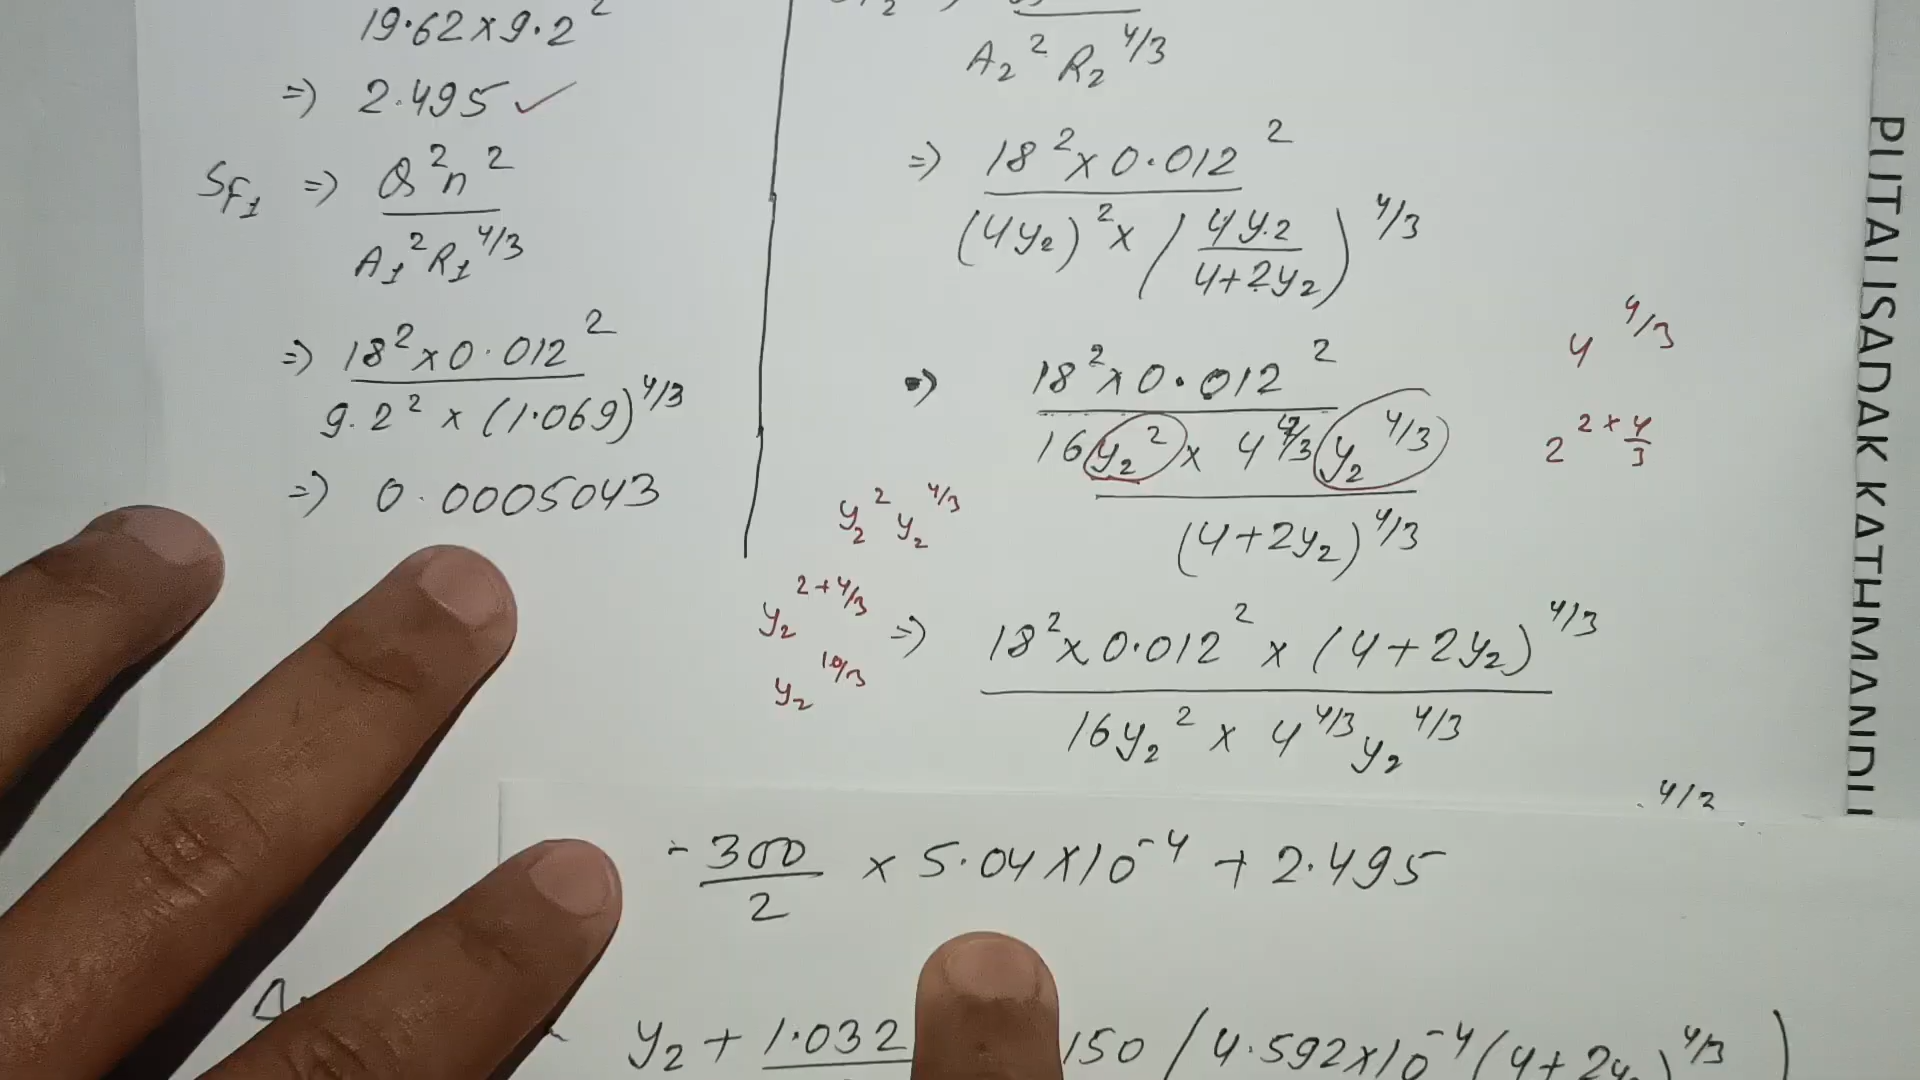 19.62×9.2²
=) 2.495 ✓
S_f₁ =) Q²n²
A₁²R₁^4/3
=) 18²×0.012²
9.2² × (1.069)^4/3
=) 0.0005043
A₂² R₂^4/3
=) 18²×0.012²
(4y₂)² × (4y₂/4+2y₂)^4/3
=) 18²×0.012²
16y₂² × 4^4/3 y₂^4/3
(4+2y₂)^4/3
4^4/3
2^2×4/3
y₂² y₂^4/3
y₂^2+4/3
y₂^10/3
=) 18²×0.012² × (4+2y₂)^4/3
16y₂² × 4^4/3 y₂^4/3
- 300/2 × 5.04×10^-4 + 2.495
y₂ + 1.032
150 (4.592×10^-4 (4+2y₂)^4/3)
PUTALISADAK KATHMANDU